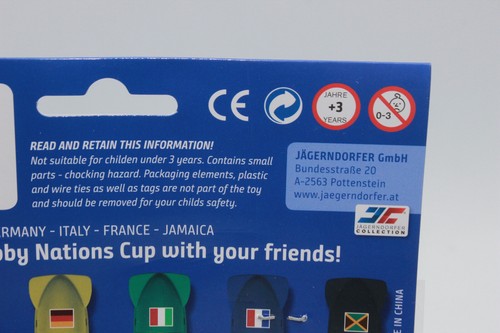 CE
JAHRE
+3
YEARS
0-3
READ AND RETAIN THIS INFORMATION!
Not suitable for childen under 3 years. Contains small
parts - chocking hazard. Packaging elements, plastic
and wire ties as well as tags are not part of the toy
and should be removed for your childs safety.
JÄGERNDORFER GmbH
Bundesstraße 20
A-2563 Pottenstein
www.jaegerndorfer.at
JC
JÄGERNDORFER
COLLECTION
ERMANY - ITALY - FRANCE - JAMAICA
bby Nations Cup with your friends!
E IN CHINA